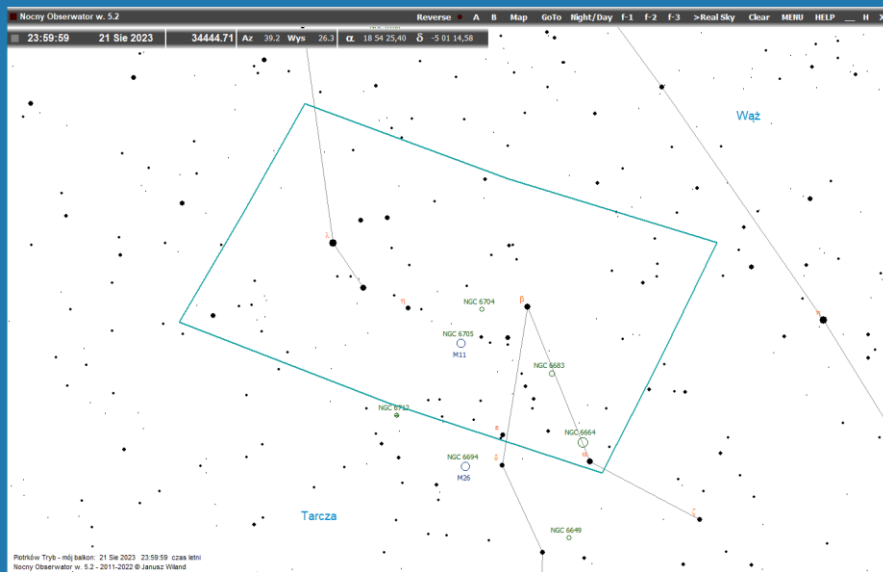 Nocny Obserwator w. 5.2 Reverse A B Map GoTo Night/Day f-1 f-2 f-3 >Real Sky Clear MENU HELP __ H X
23:59:59 21 Sie 2023 34444.71 Az 39.2 Wys 26.3 α 18 54 25,40 δ -5 01 14,58
Wąż
λ
η
NGC 6704
β
η
NGC 6705
M11
NGC 6683
NGC 6712
ε
NGC 6664
δ
α
NGC 6694
M26
Tarcza
ζ
NGC 6649
Piotrków Tryb - mój balkon: 21 Sie 2023 23:59:59 czas letni
Nocny Obserwator w. 5.2 - 2011-2022 © Janusz Wiland